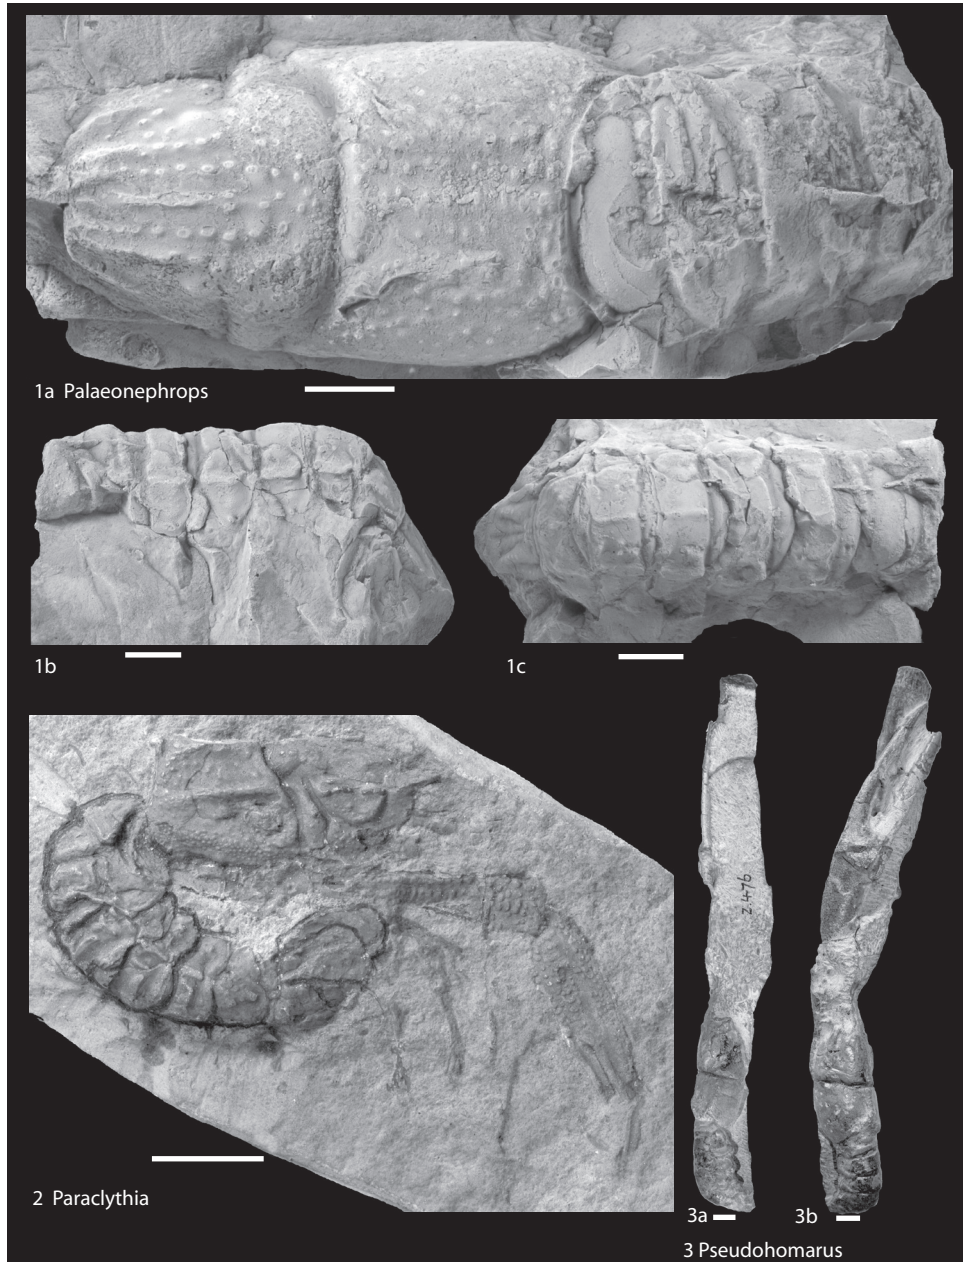 1a Palaeonephrops
1b
1c
z.476
2 Paraclythia
3a
3b
3 Pseudohomarus